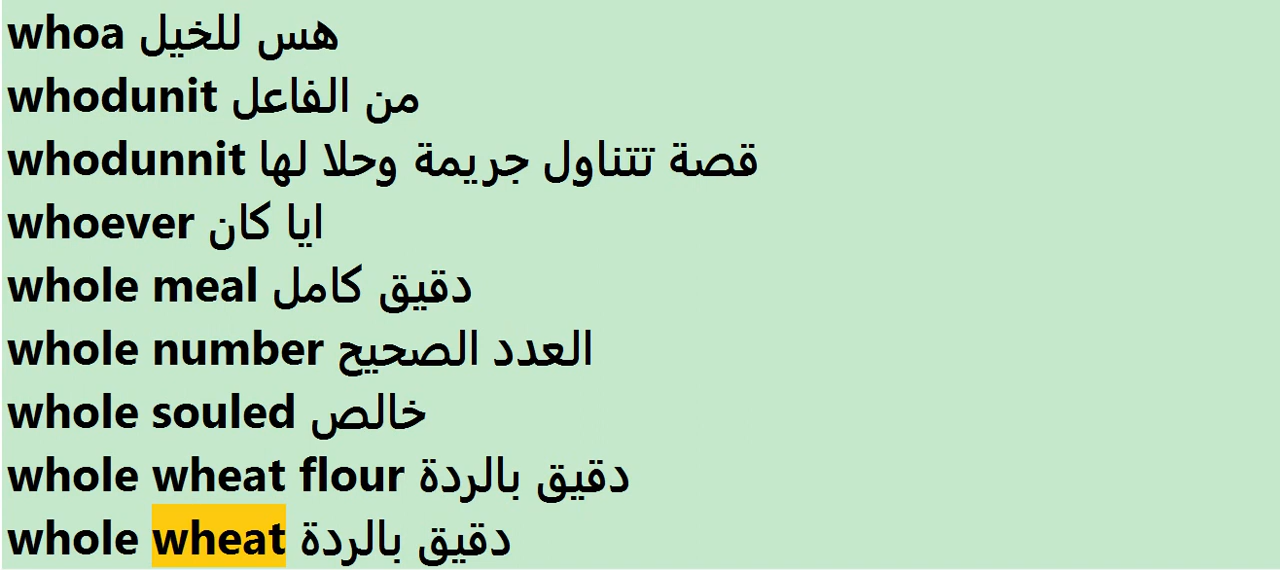 whoa هس للخيل
whodunit من الفاعل
whodunnit قصة تتناول جريمة وحلا لها
whoever ايا كان
whole meal دقيق كامل
whole number العدد الصحيح
whole souled خالص
whole wheat flour دقيق بالردة
whole wheat دقيق بالردة